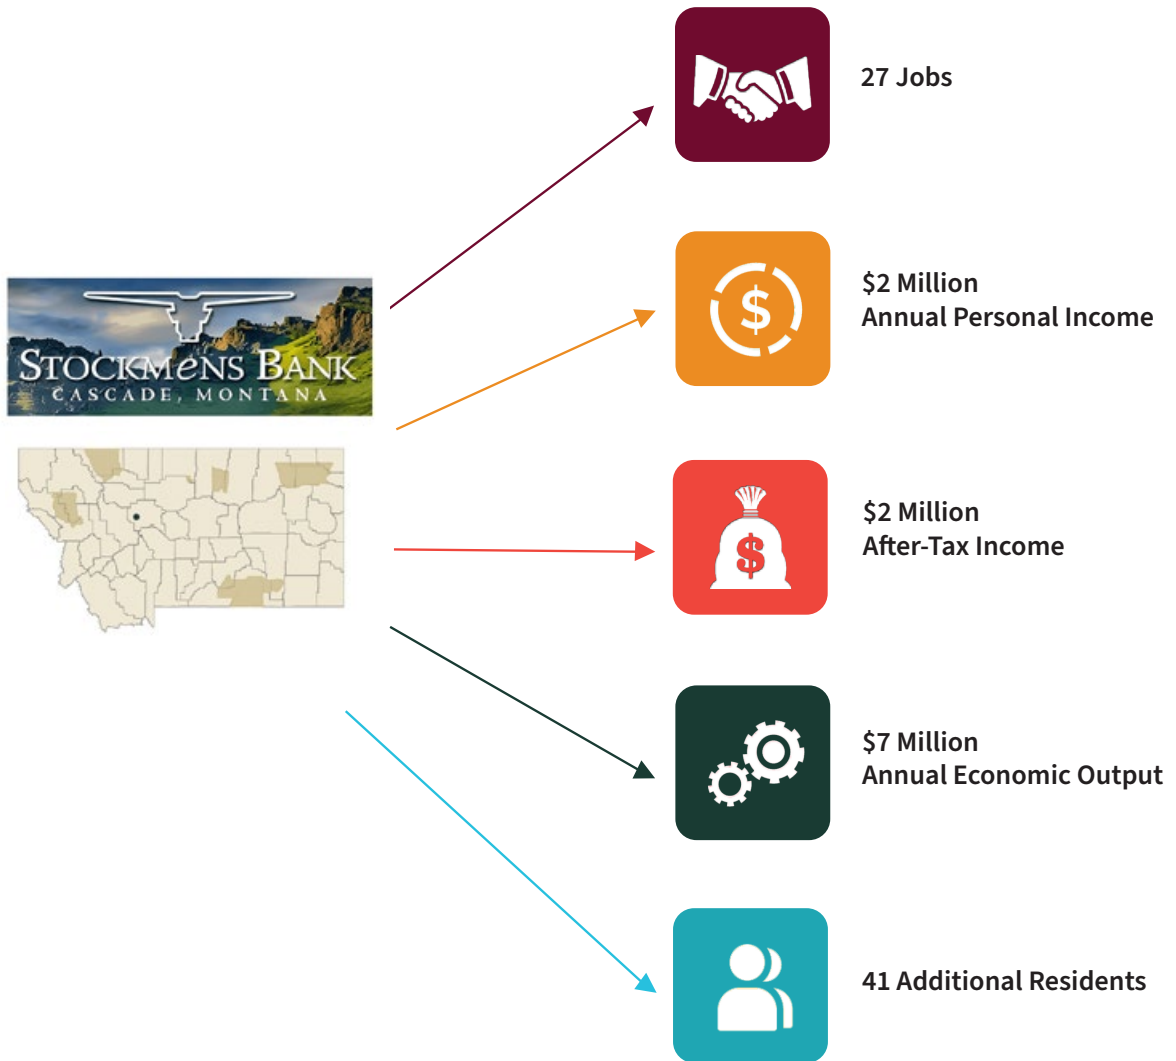 27 Jobs
$2 Million
Annual Personal Income
STOCKMeNS BANK
CASCADE, MONTANA
$2 Million
After-Tax Income
$7 Million
Annual Economic Output
41 Additional Residents
$
$